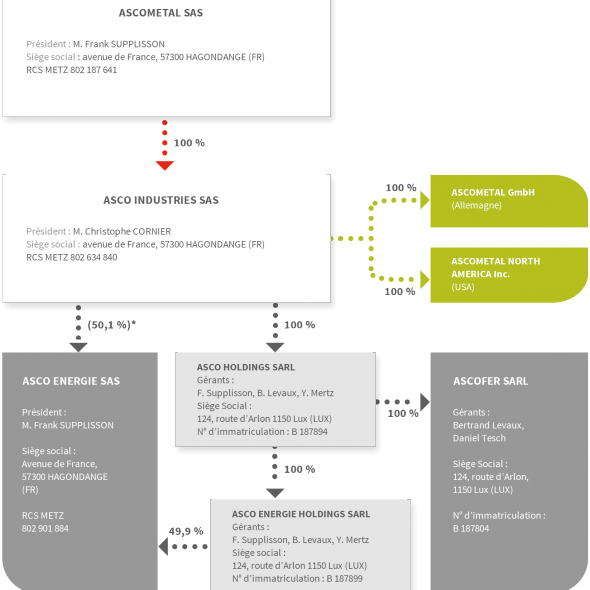 ASCOMETAL SAS
Président : M. Frank SUPPLISSON
Siège social : avenue de France, 57300 HAGONDANGE (FR)
RCS METZ 802 187 641
100 %
ASCO INDUSTRIES SAS
Président : M. Christophe CORNIER
Siège social : avenue de France, 57300 HAGONDANGE (FR)
RCS METZ 802 634 840
100 %
ASCOMETAL GmbH
(Allemagne)
ASCOMETAL NORTH
AMERICA Inc.
(USA)
100 %
(50,1 %)*
100 %
ASCO ENERGIE SAS
Président :
M. Frank SUPPLISSON
Siège social :
Avenue de France,
57300 HAGONDANGE
(FR)
RCS METZ
802 901 884
ASCO HOLDINGS SARL
Gérants :
F. Supplisson, B. Levaux, Y. Mertz
Siège Social :
124, route d'Arlon 1150 Lux (LUX)
N° d'immatriculation : B 187894
100 %
ASCOFER SARL
Gérants :
Bertrand Levaux,
Daniel Tesch
Siège Social :
124, route d'Arlon,
1150 Lux (LUX)
N° d'immatriculation :
B 187804
100 %
49,9 %
ASCO ENERGIE HOLDINGS SARL
Gérants :
F. Supplisson, B. Levaux, Y. Mertz
Siège social :
124, route d'Arlon 1150 Lux (LUX)
N° d'immatriculation : B 187899